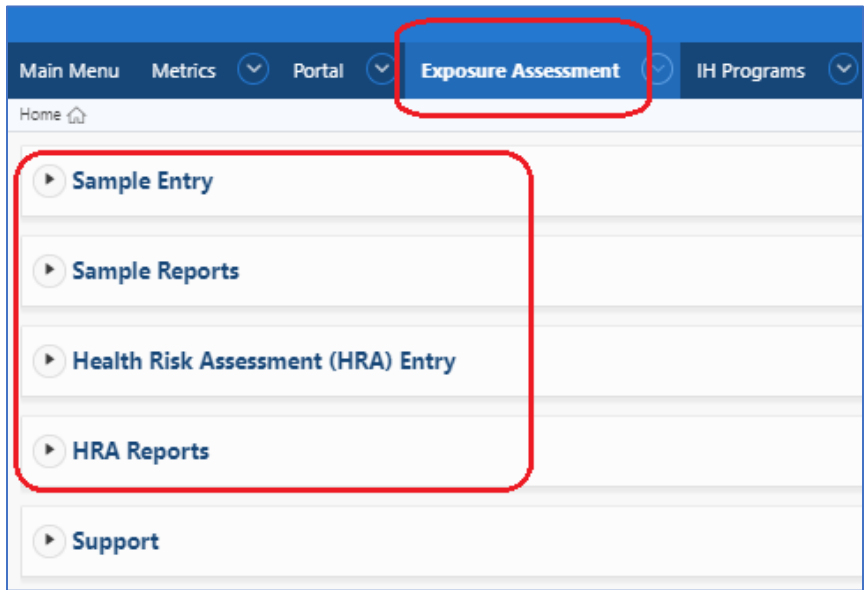 Main Menu Metrics Portal Exposure Assessment IH Programs
Home
Sample Entry
Sample Reports
Health Risk Assessment (HRA) Entry
HRA Reports
Support